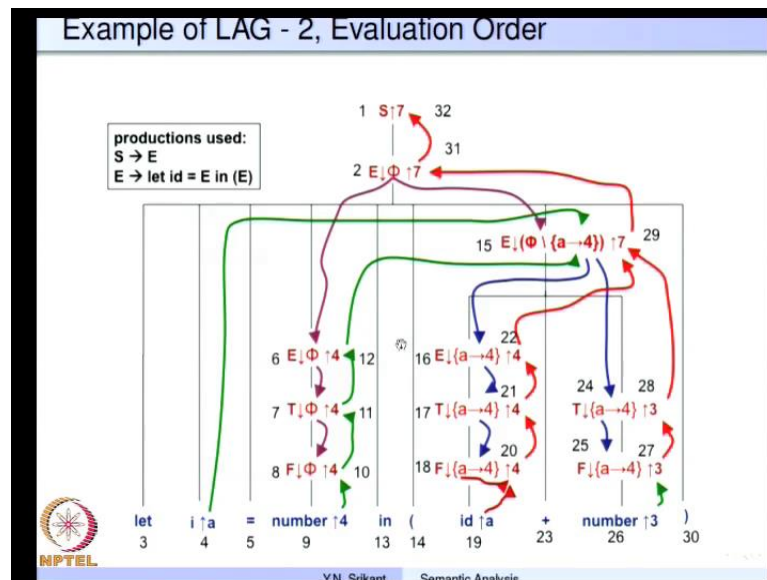 Example of LAG - 2, Evaluation Order
1 S↑7 32
productions used:
S → E
E → let id = E in (E)
31
2 E↓Φ ↑7
15 E↓(Φ \ {a→4}) ↑7 29
22
6 E↓Φ ↑4 12 16 E↓{a→4} ↑4
21 24 28
7 T↓Φ ↑4 11 17 T↓{a→4} ↑4 T↓{a→4} ↑3
20 25 27
8 F↓Φ ↑4 10 18 F↓{a→4} ↑4 F↓{a→4} ↑3
let i↑a = number ↑4 in ( id ↑a + number ↑3 )
3 4 5 9 13 14 19 23 26 30
NPTEL
Y.N. Srikant Semantic Analysis